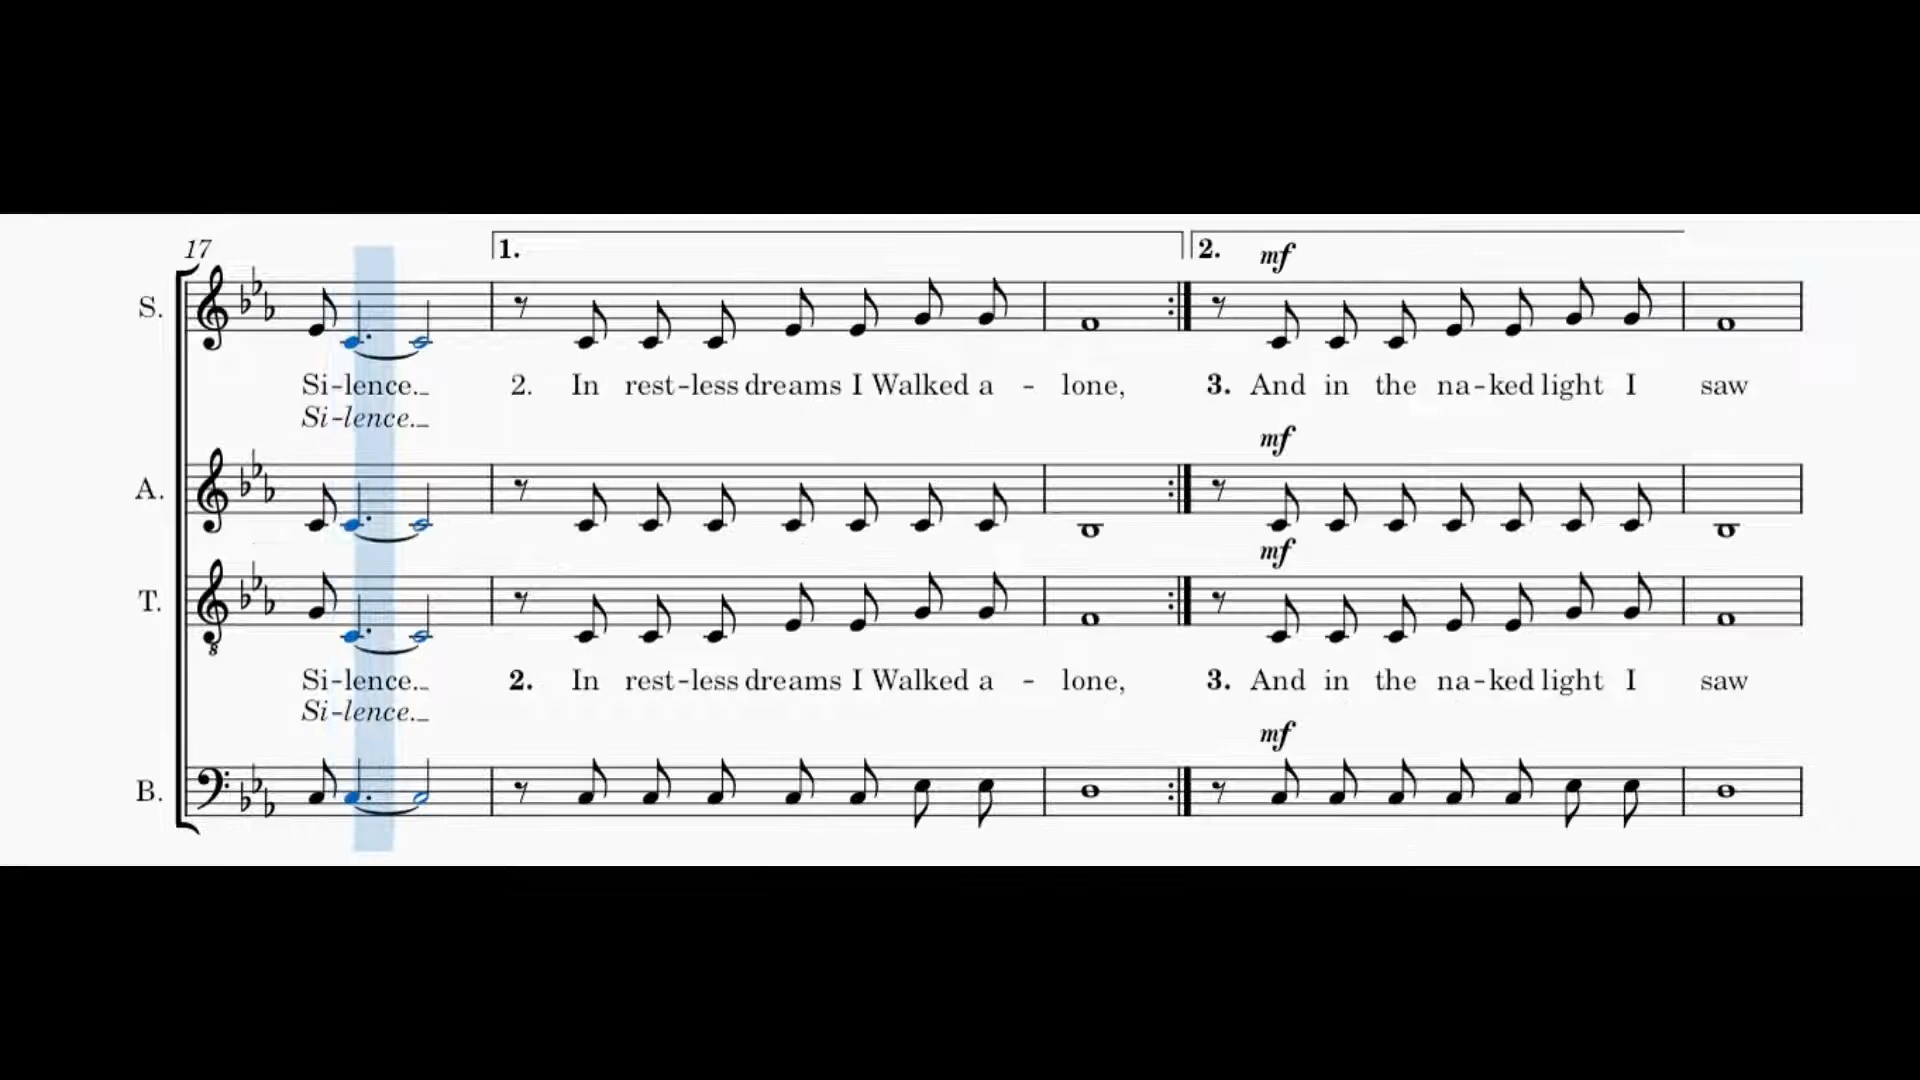 17
1. 2. mf
S.
Si-lence._ 2. In rest-less dreams I Walked a - lone, 3. And in the na-ked light I saw
Si-lence._
mf
A.
mf
T.
8
Si-lence._ 2. In rest-less dreams I Walked a - lone, 3. And in the na-ked light I saw
Si-lence._
mf
B.